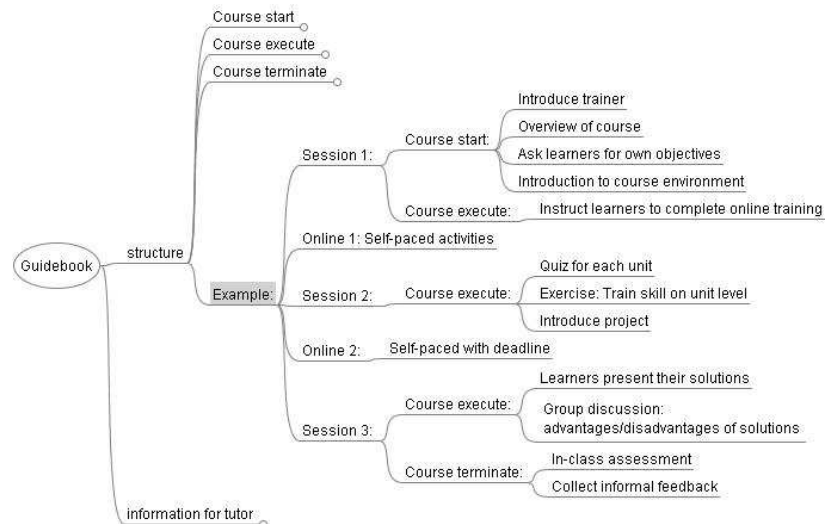 Guidebook
structure
Course start
Course execute
Course terminate
Example:
Session 1:
Course start:
Introduce trainer
Overview of course
Ask learners for own objectives
Introduction to course environment
Course execute:
Instruct learners to complete online training
Online 1: Self-paced activities
Session 2:
Course execute:
Quiz for each unit
Exercise: Train skill on unit level
Introduce project
Online 2:
Self-paced with deadline
Session 3:
Course execute:
Learners present their solutions
Group discussion:
advantages/disadvantages of solutions
Course terminate:
In-class assessment
Collect informal feedback
information for tutor